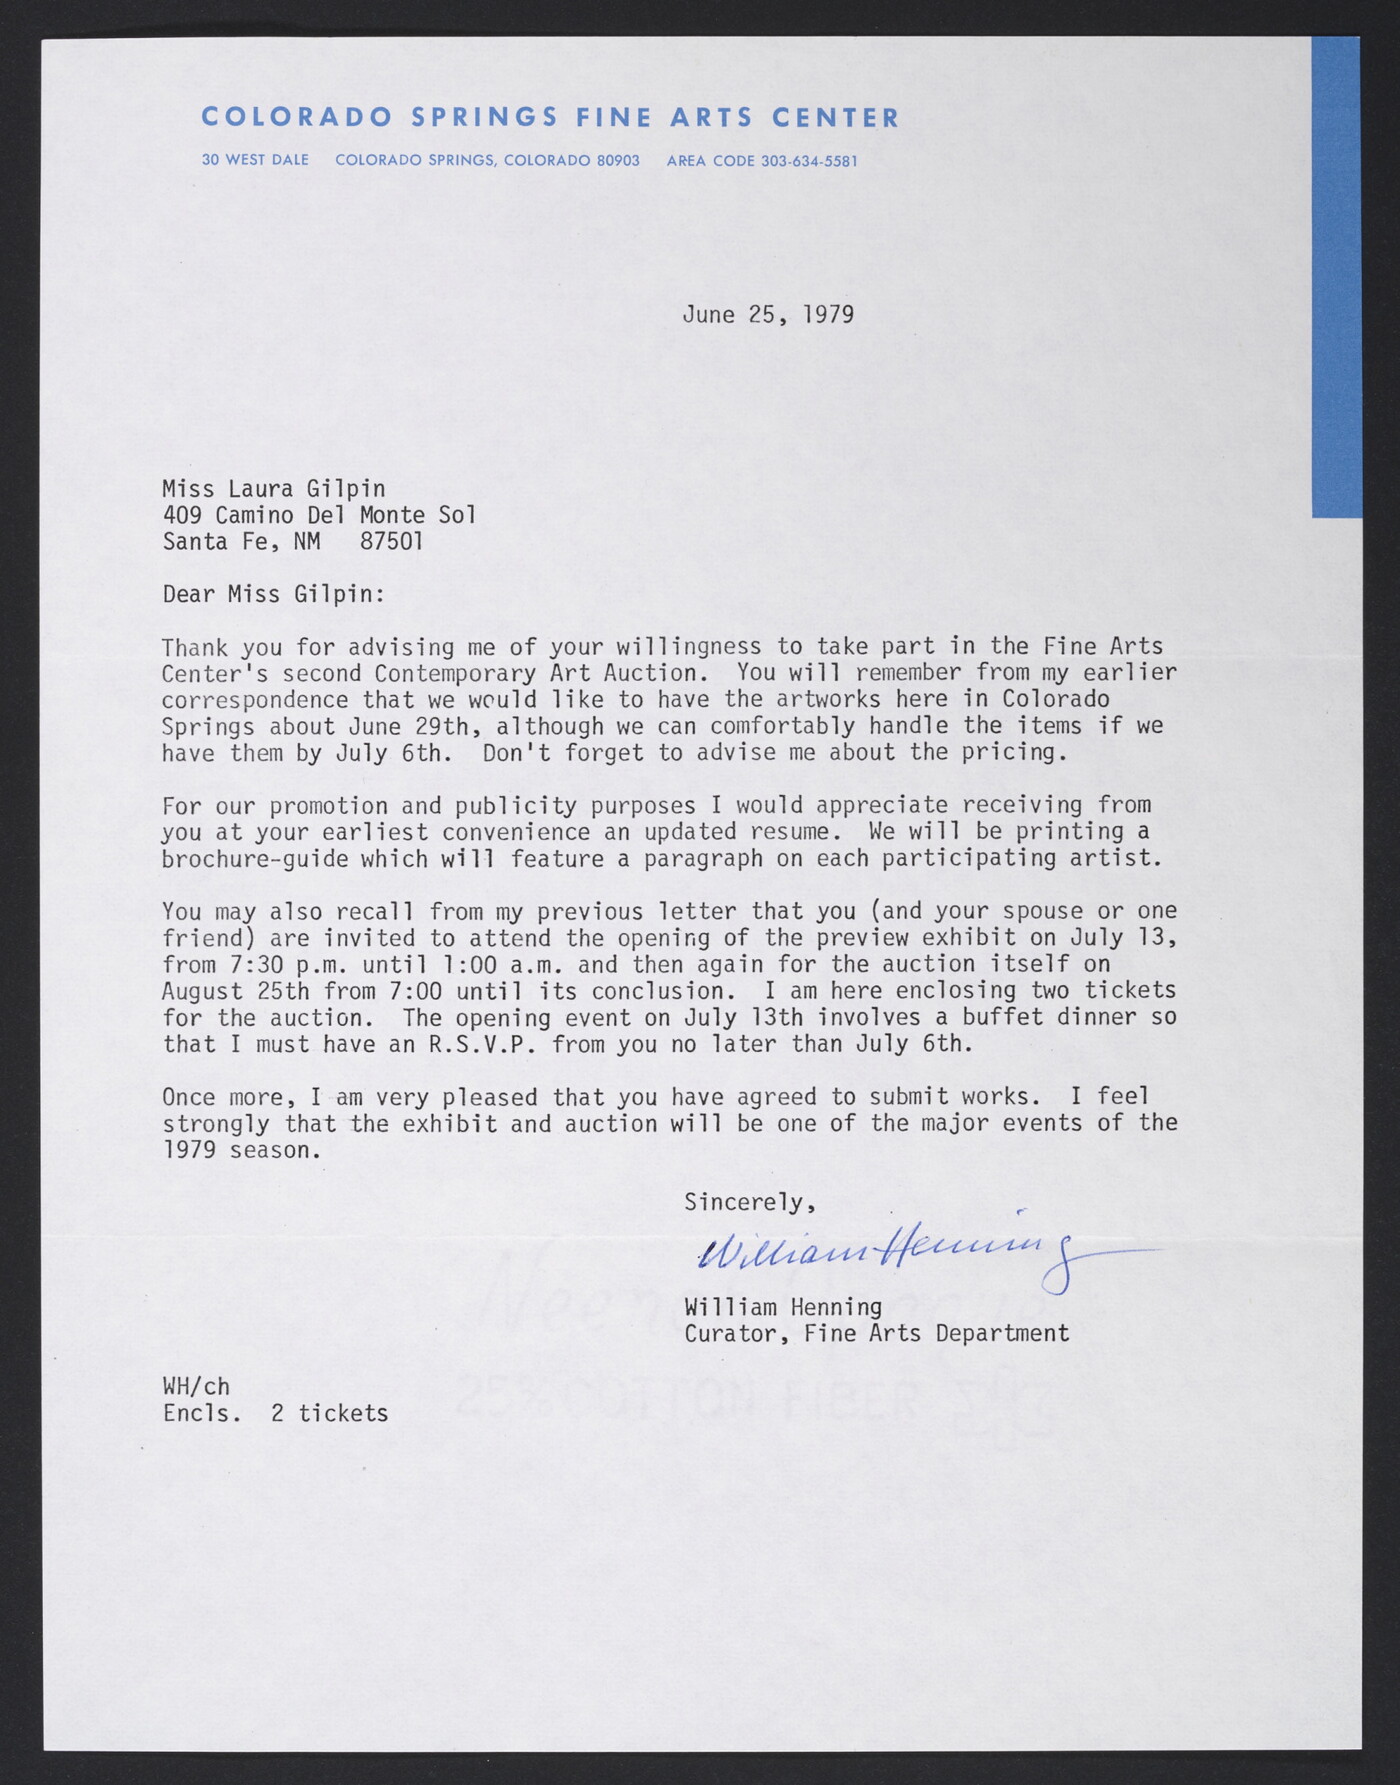 COLORADO SPRINGS FINE ARTS CENTER
30 WEST DALE COLORADO SPRINGS, COLORADO 80903 AREA CODE 303-634-5581
June 25, 1979
Miss Laura Gilpin
409 Camino Del Monte Sol
Santa Fe, NM 87501
Dear Miss Gilpin:
Thank you for advising me of your willingness to take part in the Fine Arts
Center's second Contemporary Art Auction. You will remember from my earlier
correspondence that we would like to have the artworks here in Colorado
Springs about June 29th, although we can comfortably handle the items if we
have them by July 6th. Don't forget to advise me about the pricing.
For our promotion and publicity purposes I would appreciate receiving from
you at your earliest convenience an updated resume. We will be printing a
brochure-guide which will feature a paragraph on each participating artist.
You may also recall from my previous letter that you (and your spouse or one
friend) are invited to attend the opening of the preview exhibit on July 13,
from 7:30 p.m. until 1:00 a.m. and then again for the auction itself on
August 25th from 7:00 until its conclusion. I am here enclosing two tickets
for the auction. The opening event on July 13th involves a buffet dinner so
that I must have an R.S.V.P. from you no later than July 6th.
Once more, I am very pleased that you have agreed to submit works. I feel
strongly that the exhibit and auction will be one of the major events of the
1979 season.
Sincerely,
William Henning
William Henning
Curator, Fine Arts Department
WH/ch
Encls. 2 tickets
25% COTTON FIBER